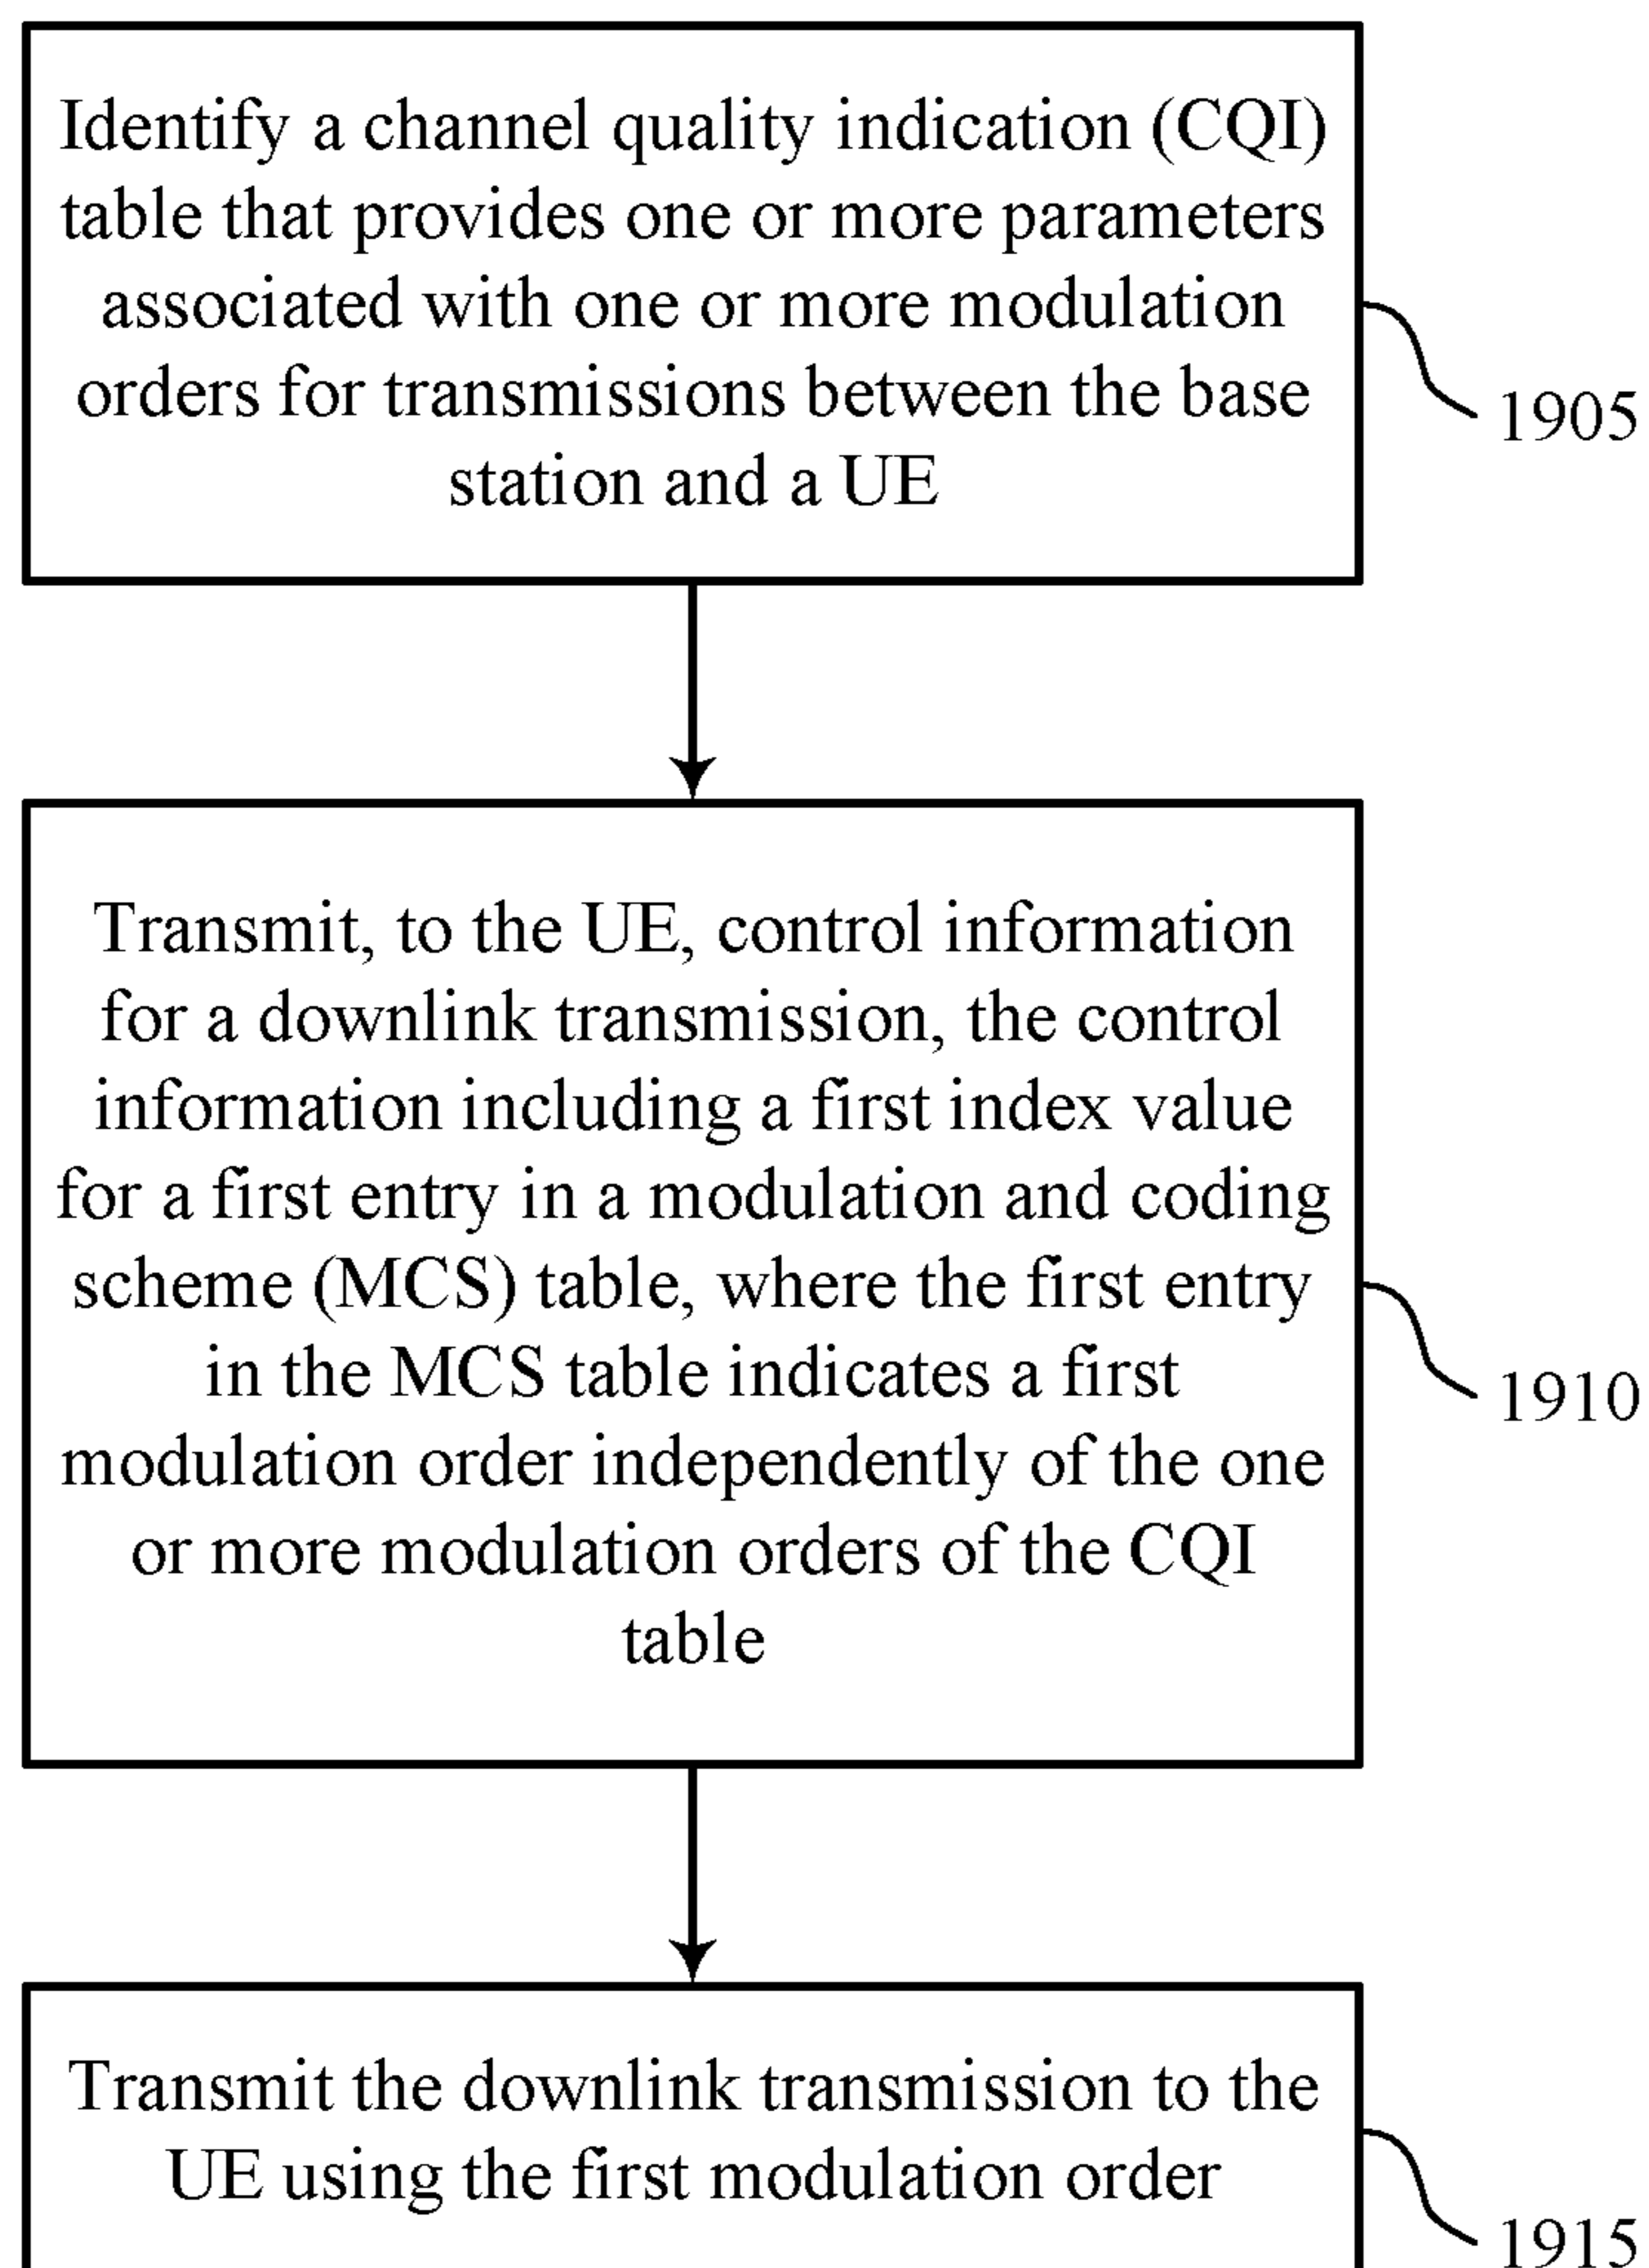 Identify a channel quality indication (CQI)
table that provides one or more parameters
associated with one or more modulation
orders for transmissions between the base
station and a UE
1905
Transmit, to the UE, control information
for a downlink transmission, the control
information including a first index value
for a first entry in a modulation and coding
scheme (MCS) table, where the first entry
in the MCS table indicates a first
modulation order independently of the one
or more modulation orders of the CQI
table
1910
Transmit the downlink transmission to the
UE using the first modulation order
1915